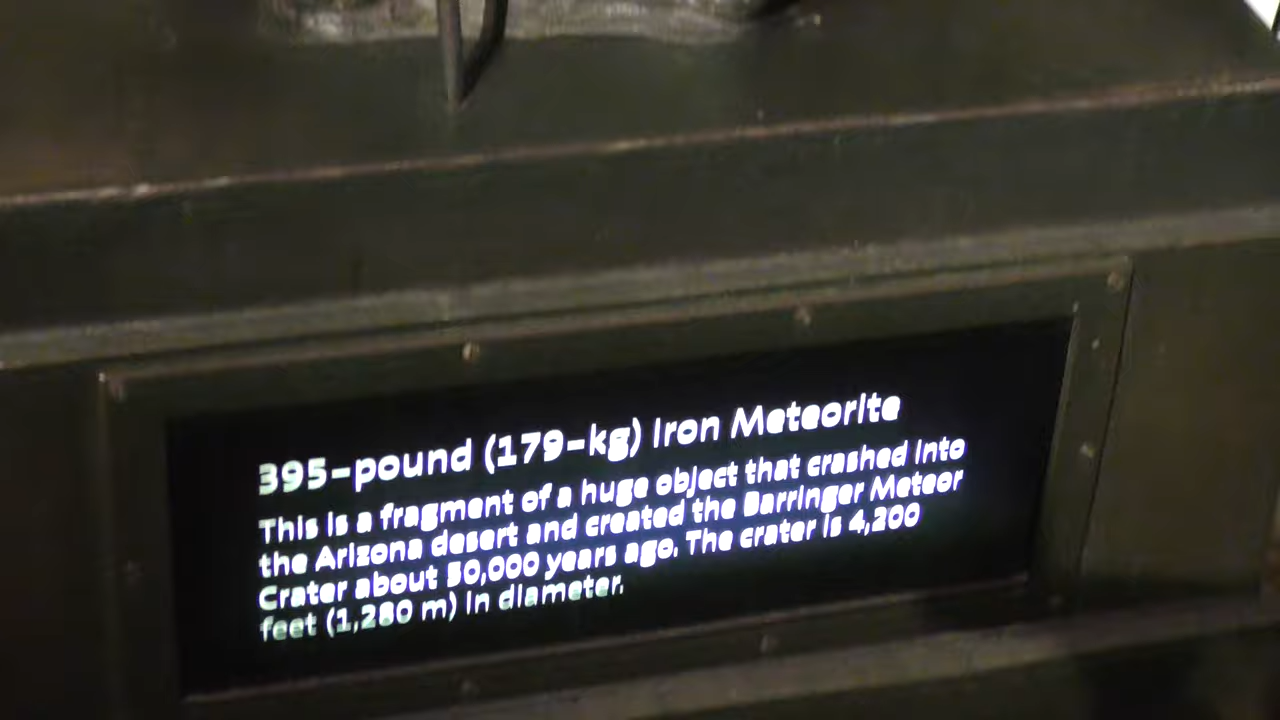 395-pound (179-kg) Iron Meteorite
This is a fragment of a huge object that crashed into
the Arizona desert and created the Barringer Meteor
Crater about 50,000 years ago. The crater is 4,200
feet (1,280 m) in diameter.